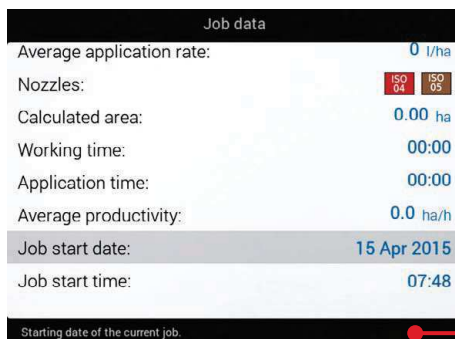 Job data
Average application rate: 0 l/ha
Nozzles: ISO 04 ISO 05
Calculated area: 0.00 ha
Working time: 00:00
Application time: 00:00
Average productivity: 0.0 ha/h
Job start date: 15 Apr 2015
Job start time: 07:48
Starting date of the current job.